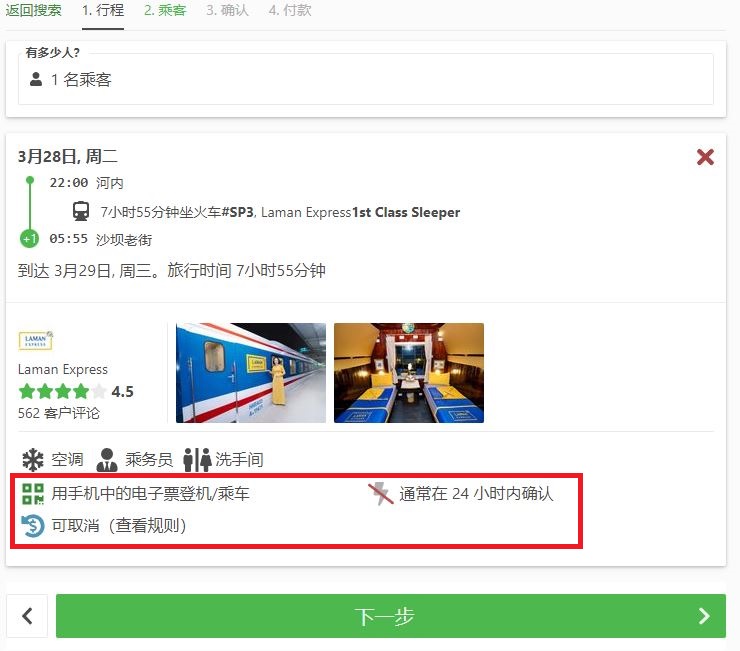 返回搜索 1. 行程 2. 乘客 3. 确认 4. 付款
有多少人?
1 名乘客
3月28日, 周二
22:00 河内
7小时55分钟坐火车#SP3, Laman Express1st Class Sleeper
+1 05:55 沙坝老街
到达 3月29日, 周三。旅行时间 7小时55分钟
LAMAN
EXPRESS
Laman Express
4.5
562 客户评论
空调 乘务员 洗手间
用手机中的电子票登机/乘车 通常在 24 小时内确认
可取消（查看规则）
下一步